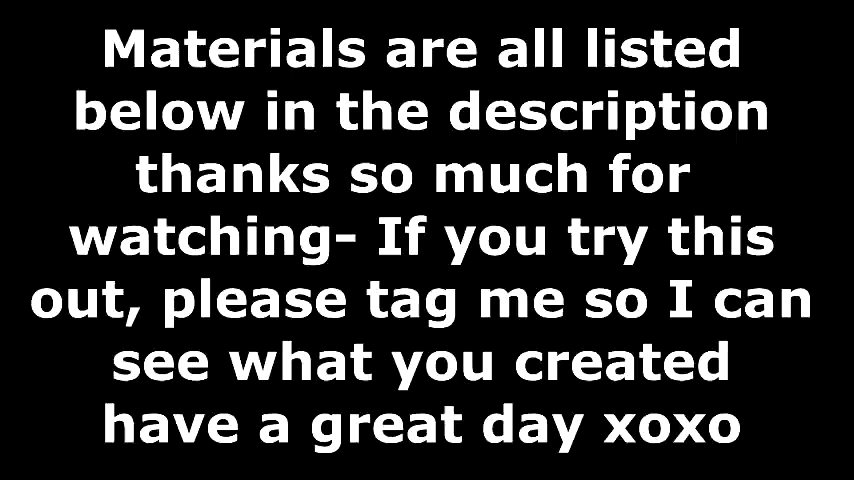 Materials are all listed
below in the description
thanks so much for
watching- If you try this
out, please tag me so I can
see what you created
have a great day xoxo